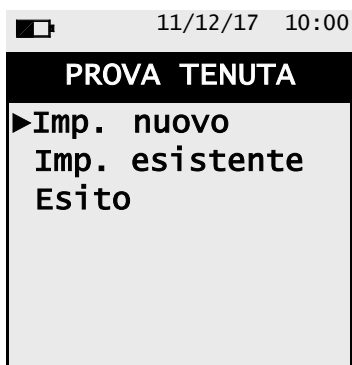 11/12/17 10:00
PROVA TENUTA
►Imp. nuovo
Imp. esistente
Esito